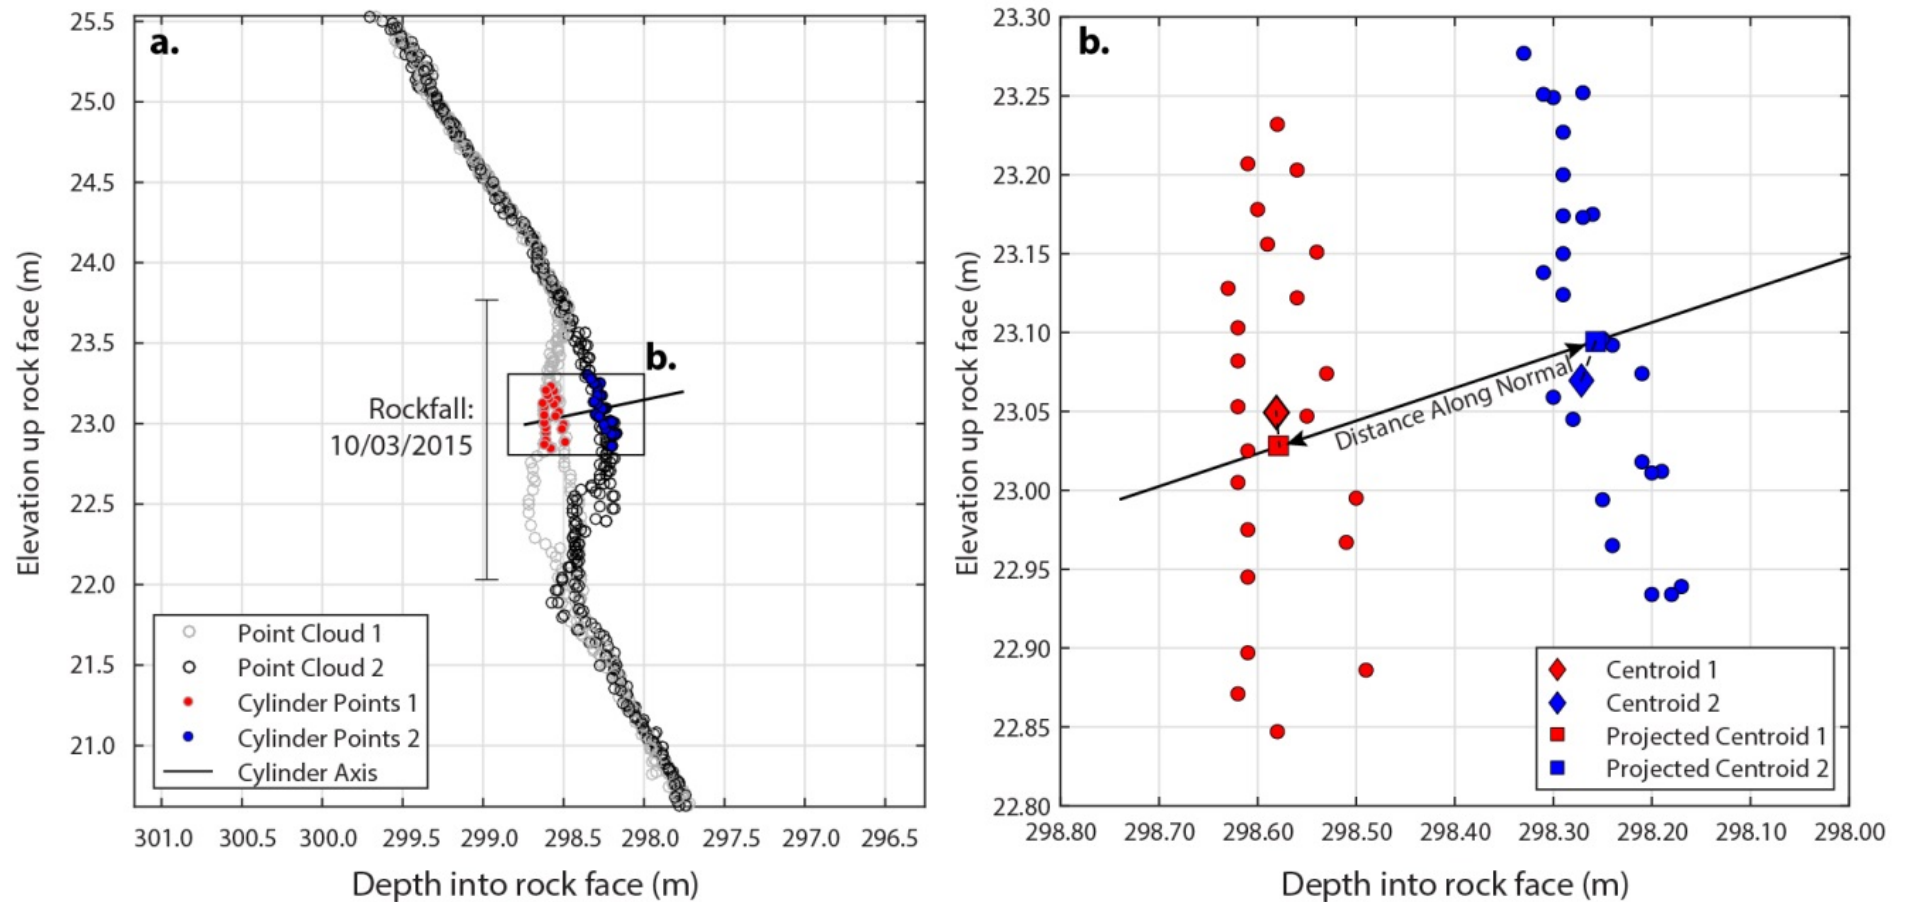 a.
25.5
25.0
24.5
24.0
23.5
23.0
22.5
22.0
21.5
21.0
Elevation up rock face (m)
b.
Rockfall:
10/03/2015
Point Cloud 1
Point Cloud 2
Cylinder Points 1
Cylinder Points 2
Cylinder Axis
301.0 300.5 300.0 299.5 299.0 298.5 298.0 297.5 297.0 296.5
Depth into rock face (m)
b.
23.30
23.25
23.20
23.15
23.10
23.05
23.00
22.95
22.90
22.85
22.80
Elevation up rock face (m)
Distance Along Normal
Centroid 1
Centroid 2
Projected Centroid 1
Projected Centroid 2
298.80 298.70 298.60 298.50 298.40 298.30 298.20 298.10 298.00
Depth into rock face (m)